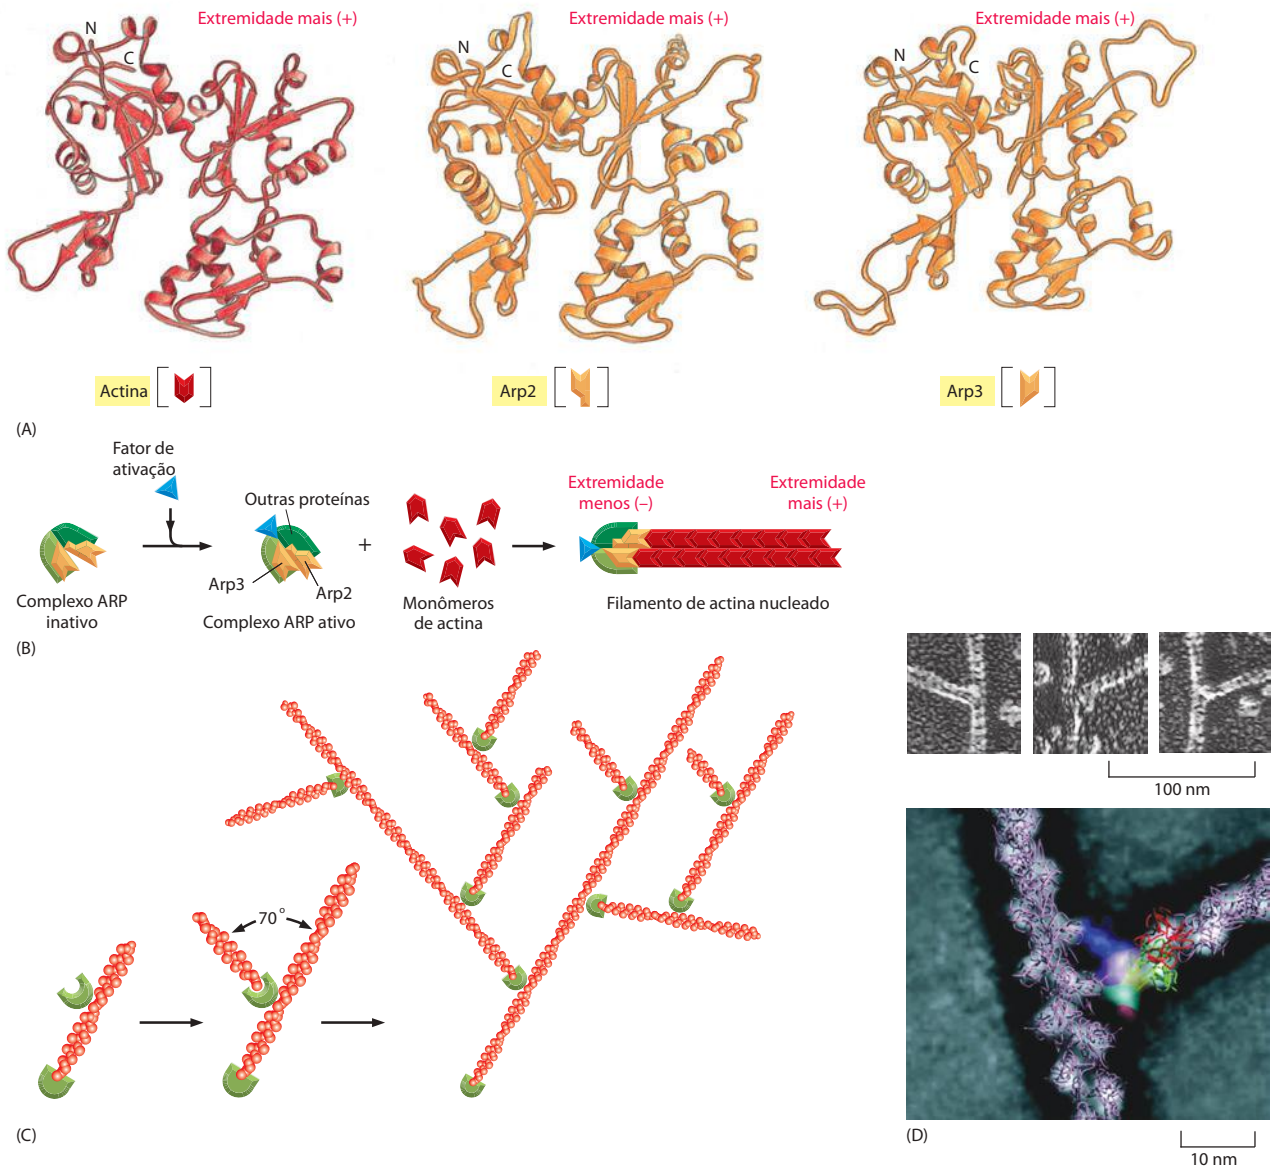 Extremidade mais (+)
N
C
Extremidade mais (+)
N
C
Extremidade mais (+)
N
C
Actina
Arp2
Arp3
(A)
Fator de
ativação
Outras proteínas
Arp3
Arp2
Complexo ARP
inativo
Complexo ARP ativo
+
Monômeros
de actina
Extremidade
menos (–)
Extremidade
mais (+)
Filamento de actina nucleado
(B)
70°
(C)
100 nm
10 nm
(D)